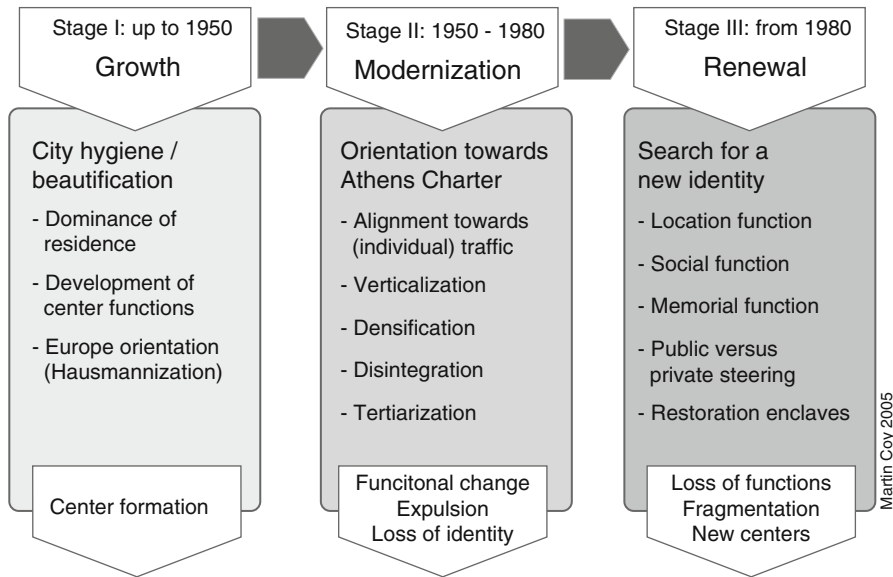 Stage I: up to 1950
Growth
City hygiene /
beautification
- Dominance of
residence
- Development of
center functions
- Europe orientation
(Hausmannization)
Center formation
Stage II: 1950 - 1980
Modernization
Orientation towards
Athens Charter
- Alignment towards
(individual) traffic
- Verticalization
- Densification
- Disintegration
- Tertiarization
Funcitonal change
Expulsion
Loss of identity
Stage III: from 1980
Renewal
Search for a
new identity
- Location function
- Social function
- Memorial function
- Public versus
private steering
- Restoration enclaves
Loss of functions
Fragmentation
New centers
Martin Coy 2005